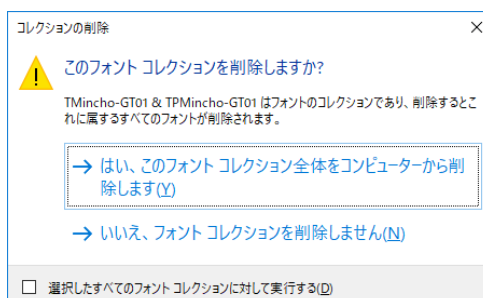 コレクションの削除
このフォント コレクションを削除しますか?
TMincho-GT01 & TPMincho-GT01 はフォントのコレクションであり、削除するとこ
れに属するすべてのフォントが削除されます。
はい、このフォント コレクション全体をコンピューターから削
除します(Y)
いいえ、フォント コレクションを削除しません(N)
選択したすべてのフォント コレクションに対して実行する(D)